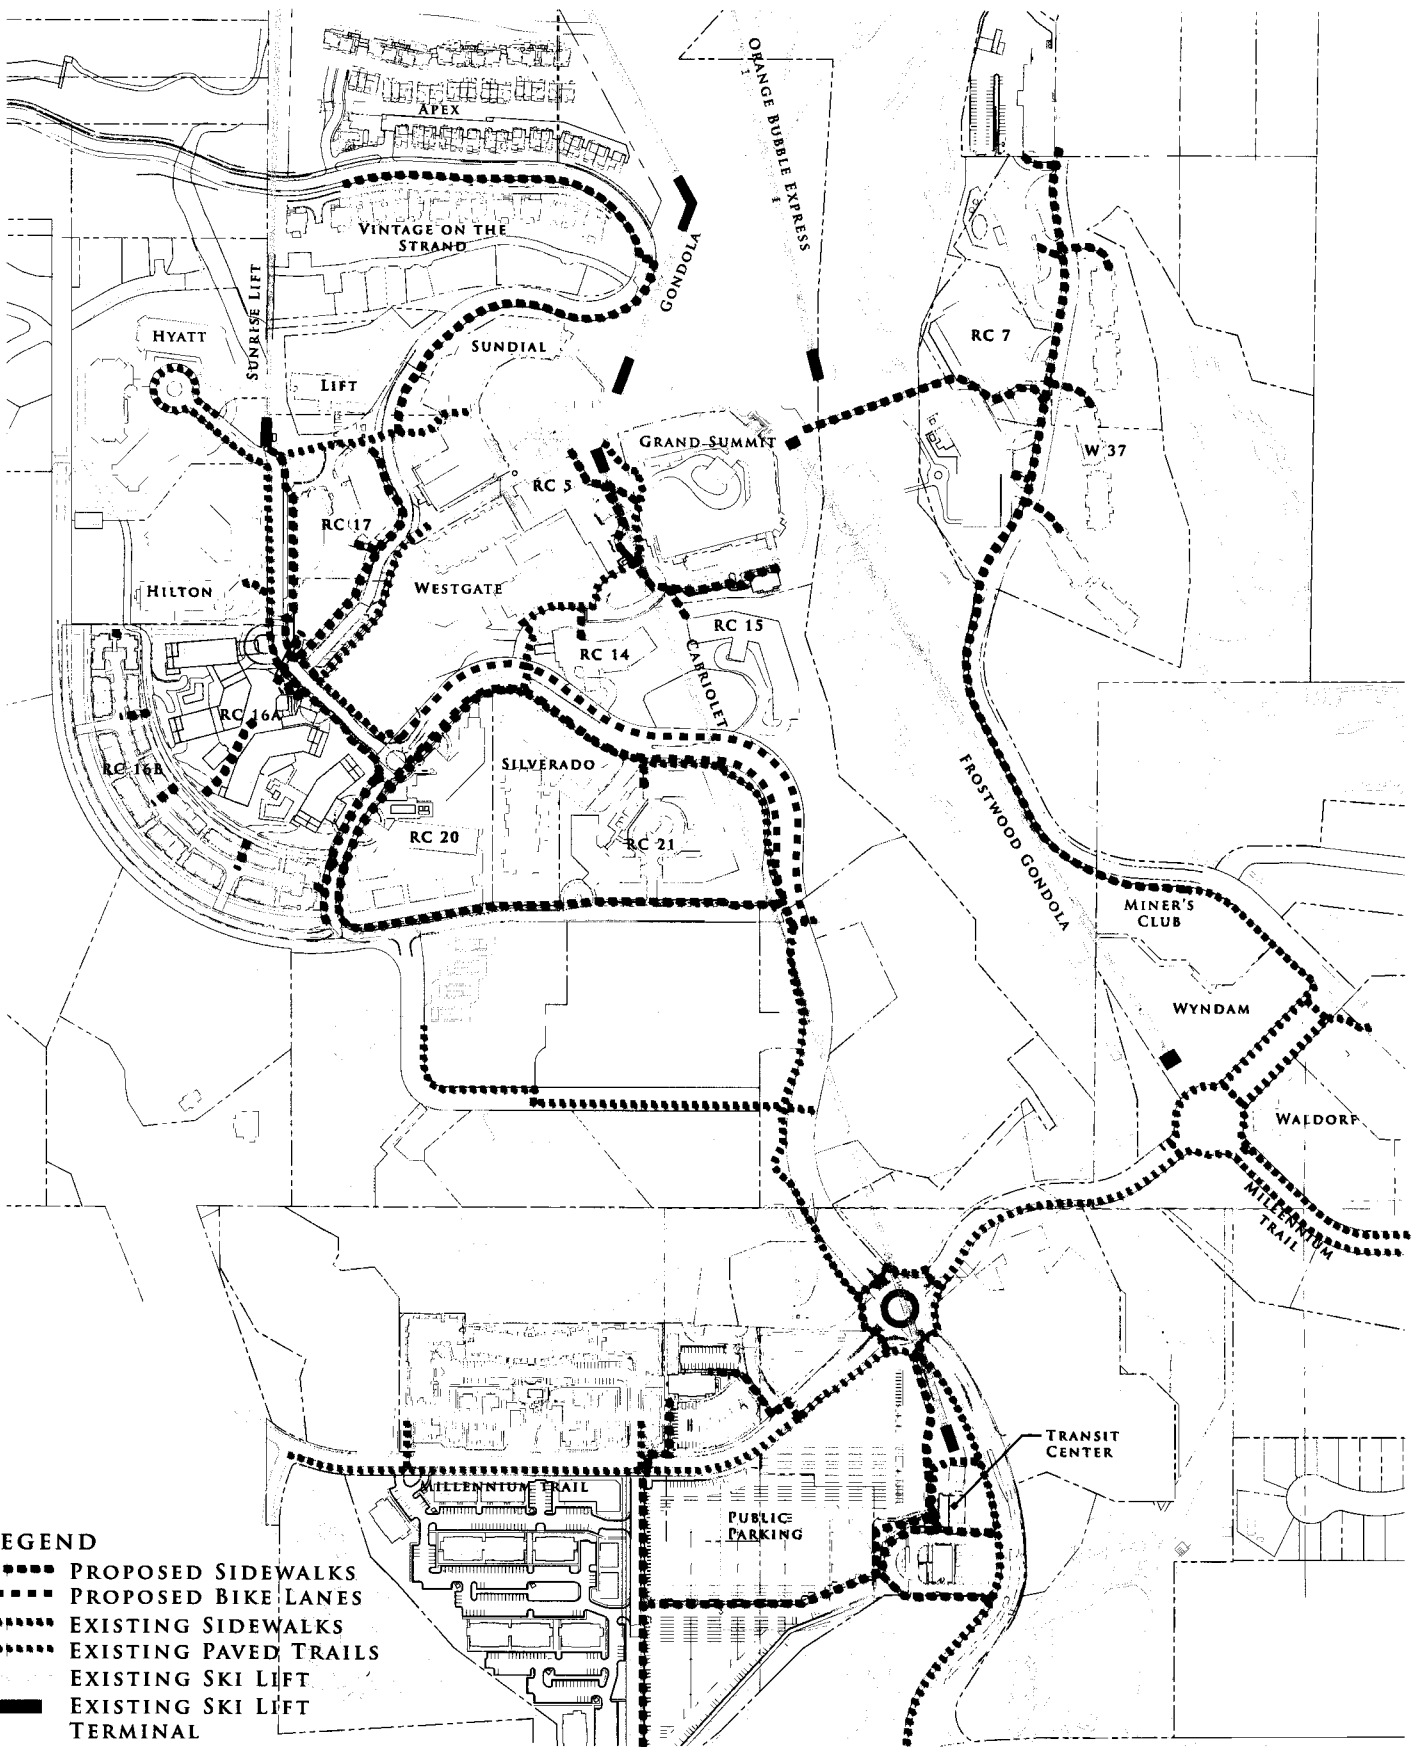 ORANGE BUBBLE EXPRESS
APEX
VINTAGE ON THE
STRAND
GONDOLA
SUNRISE LIFT
HYATT
SUNDIAL
RC 7
LIFT
GRAND SUMMIT
W 37
RC 5
RC 17
HILTON
WESTGATE
RC 15
RC 14
CABRIOLET
RC 16A
RC 16B
SILVERADO
FROSTWOOD GONDOLA
RC 20
RC 21
MINER'S
CLUB
WYNDAM
WALDORF
MILLENNIUM
TRAIL
TRANSIT
CENTER
MILLENNIUM TRAIL
PUBLIC
PARKING
EGEND
PROPOSED SIDEWALKS
PROPOSED BIKE LANES
EXISTING SIDEWALKS
EXISTING PAVED TRAILS
EXISTING SKI LIFT
EXISTING SKI LIFT
TERMINAL